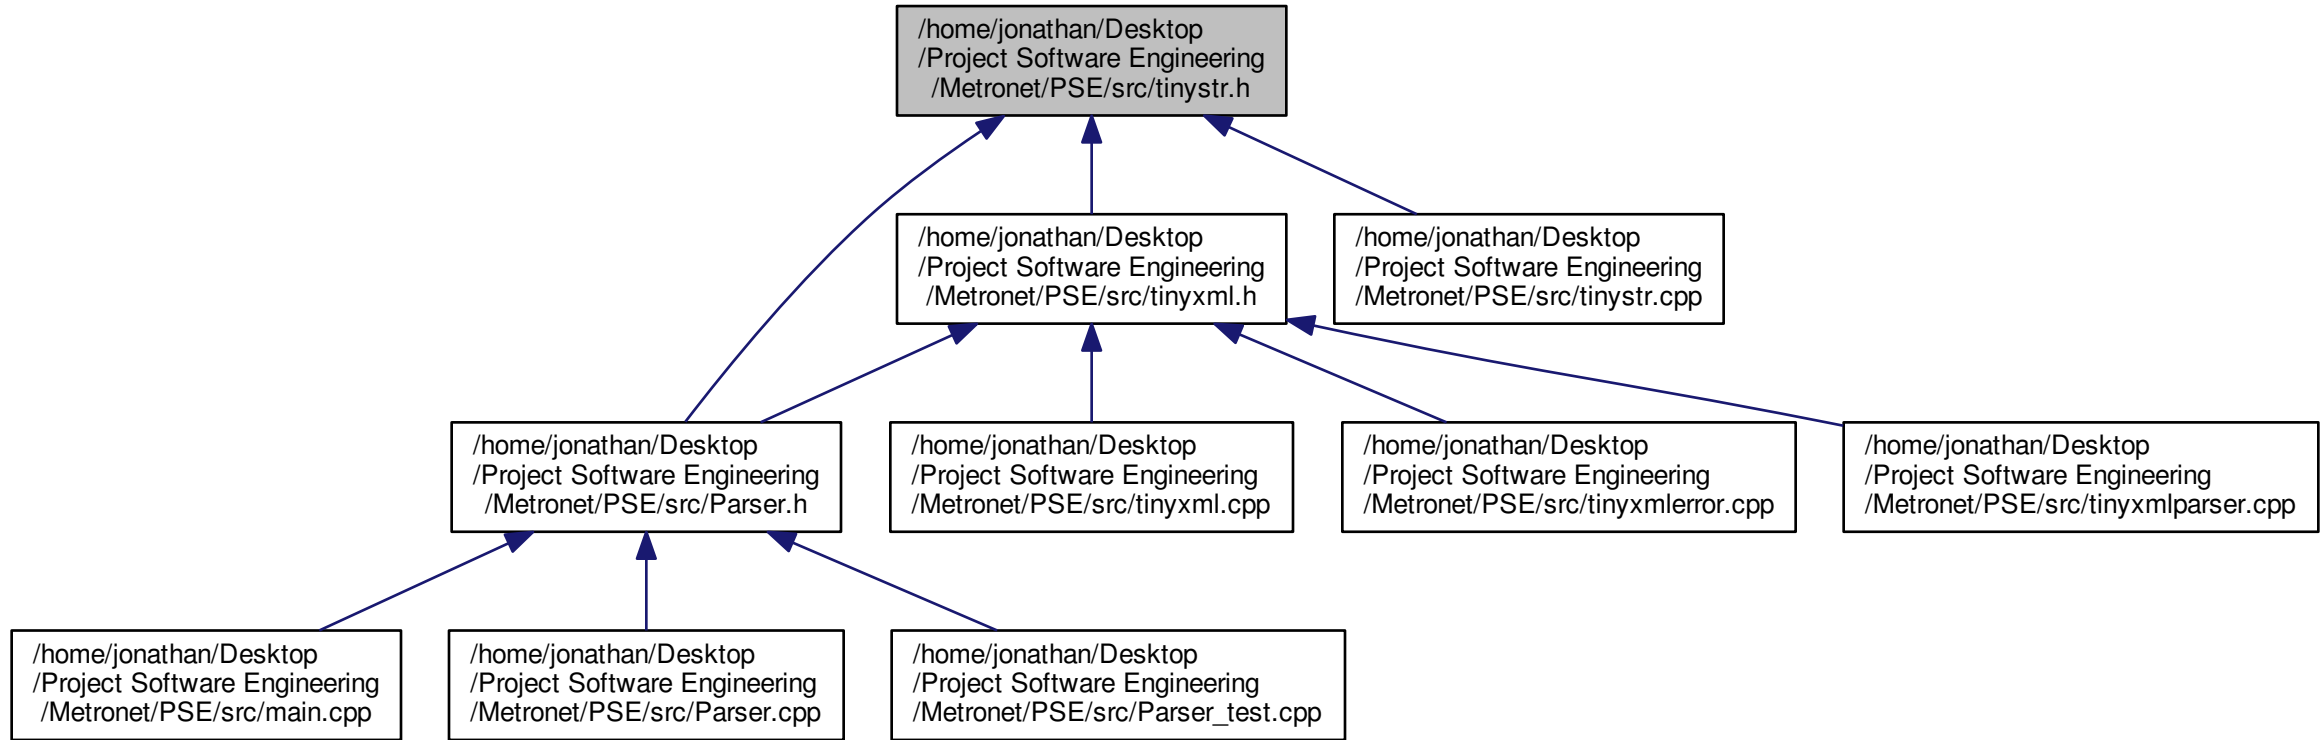 /home/jonathan/Desktop
/Project Software Engineering
/Metronet/PSE/src/tinystr.h
/home/jonathan/Desktop
/Project Software Engineering
/Metronet/PSE/src/tinyxml.h
/home/jonathan/Desktop
/Project Software Engineering
/Metronet/PSE/src/tinystr.cpp
/home/jonathan/Desktop
/Project Software Engineering
/Metronet/PSE/src/Parser.h
/home/jonathan/Desktop
/Project Software Engineering
/Metronet/PSE/src/tinyxml.cpp
/home/jonathan/Desktop
/Project Software Engineering
/Metronet/PSE/src/tinyxmlerror.cpp
/home/jonathan/Desktop
/Project Software Engineering
/Metronet/PSE/src/tinyxmlparser.cpp
/home/jonathan/Desktop
/Project Software Engineering
/Metronet/PSE/src/main.cpp
/home/jonathan/Desktop
/Project Software Engineering
/Metronet/PSE/src/Parser.cpp
/home/jonathan/Desktop
/Project Software Engineering
/Metronet/PSE/src/Parser_test.cpp